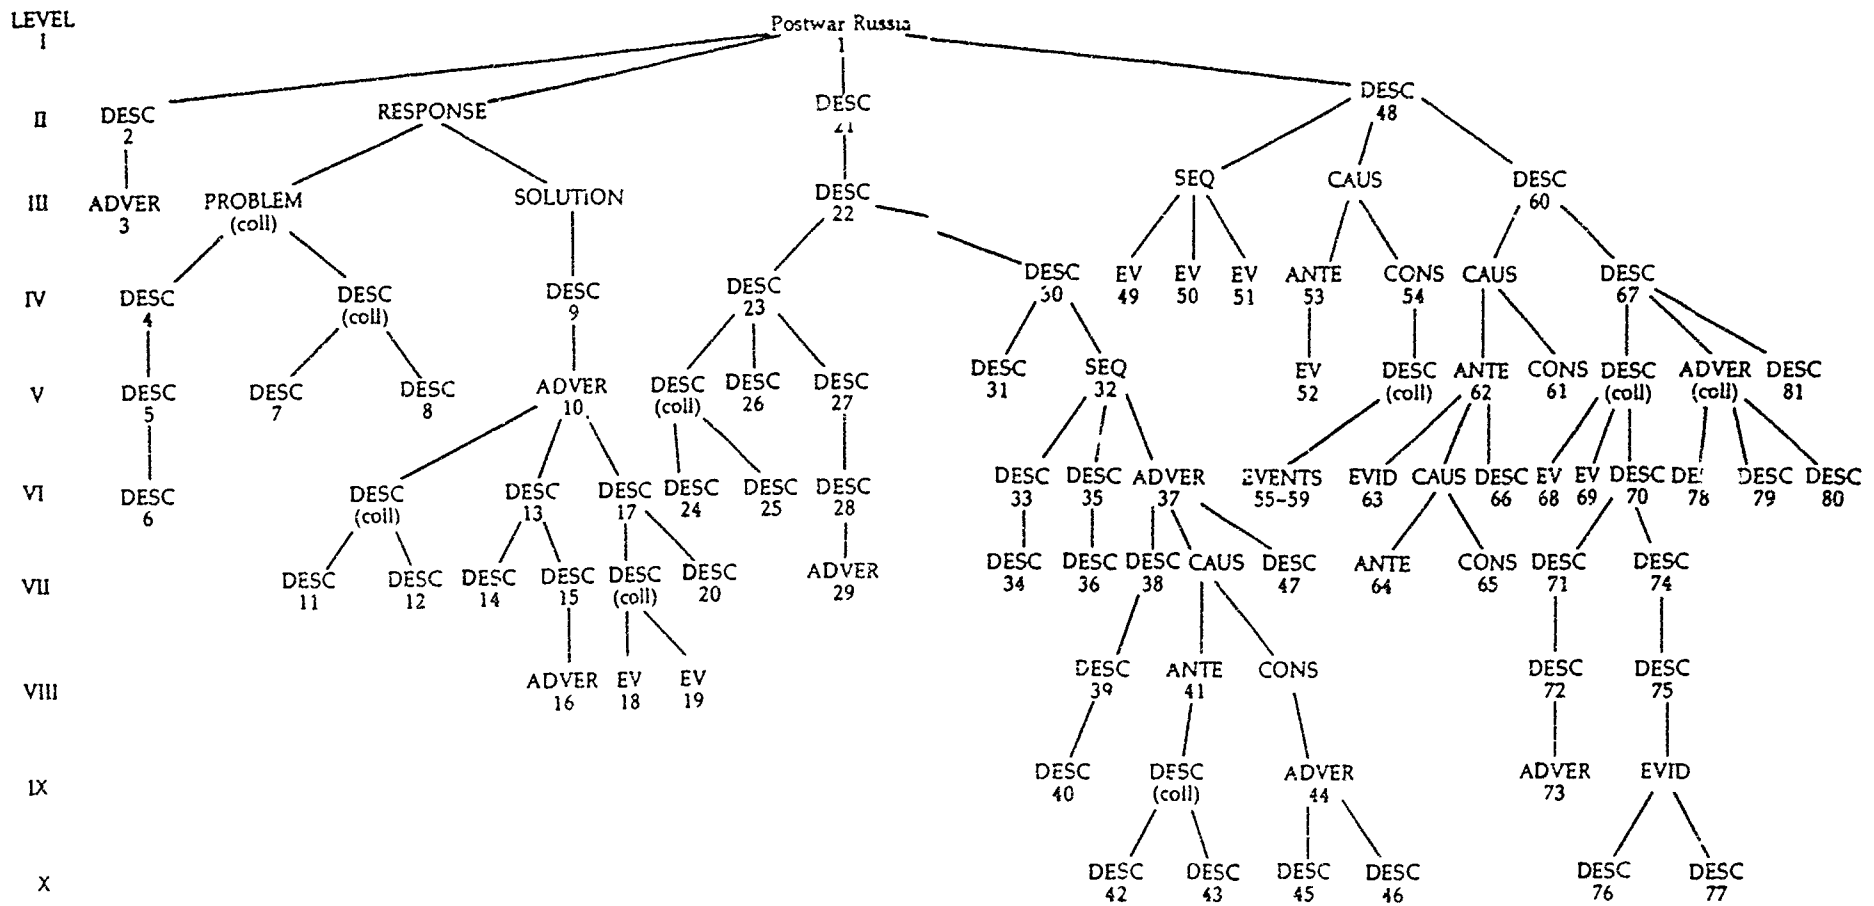 LEVEL
I
Postwar Russia
1
II
DESC RESPONSE DESC DESC
2 21 48
III
ADVER PROBLEM SOLUTION DESC SEQ CAUS DESC
3 (coll) 22 60
IV
DESC DESC DESC DESC DESC EV EV EV ANTE CONS CAUS DESC
4 (coll) 9 23 30 49 50 51 53 54 67
V
DESC DESC DESC ADVER DESC DESC DESC DESC SEQ EV DESC ANTE CONS DESC ADVER DESC
5 7 8 10 (coll) 26 27 31 32 52 (coll) 62 61 (coll) (coll) 81
VI
DESC DESC DESC DESC DESC DESC DESC DESC DESC ADVER EVENTS EVID CAUS DESC EV EV DESC DESC DESC DESC
6 (coll) 13 17 24 25 28 33 35 37 55-59 63 66 68 69 70 78 79 80
VII
DESC DESC DESC DESC DESC DESC ADVER DESC DESC DESC CAUS DESC ANTE CONS DESC DESC
11 12 14 15 (coll) 20 29 34 36 38 47 64 65 71 74
VIII
ADVER EV EV DESC ANTE CONS DESC DESC
16 18 19 39 41 72 75
IX
DESC DESC ADVER ADVER EVID
40 (coll) 44 73
X
DESC DESC DESC DESC DESC DESC
42 43 45 46 76 77